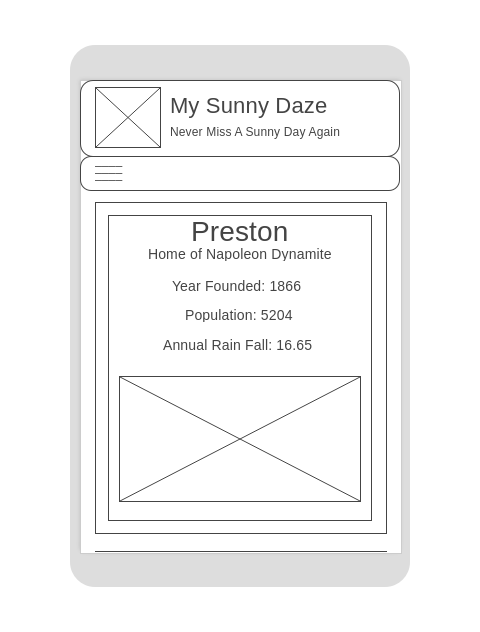 My Sunny Daze
Never Miss A Sunny Day Again
Preston
Home of Napoleon Dynamite
Year Founded: 1866
Population: 5204
Annual Rain Fall: 16.65